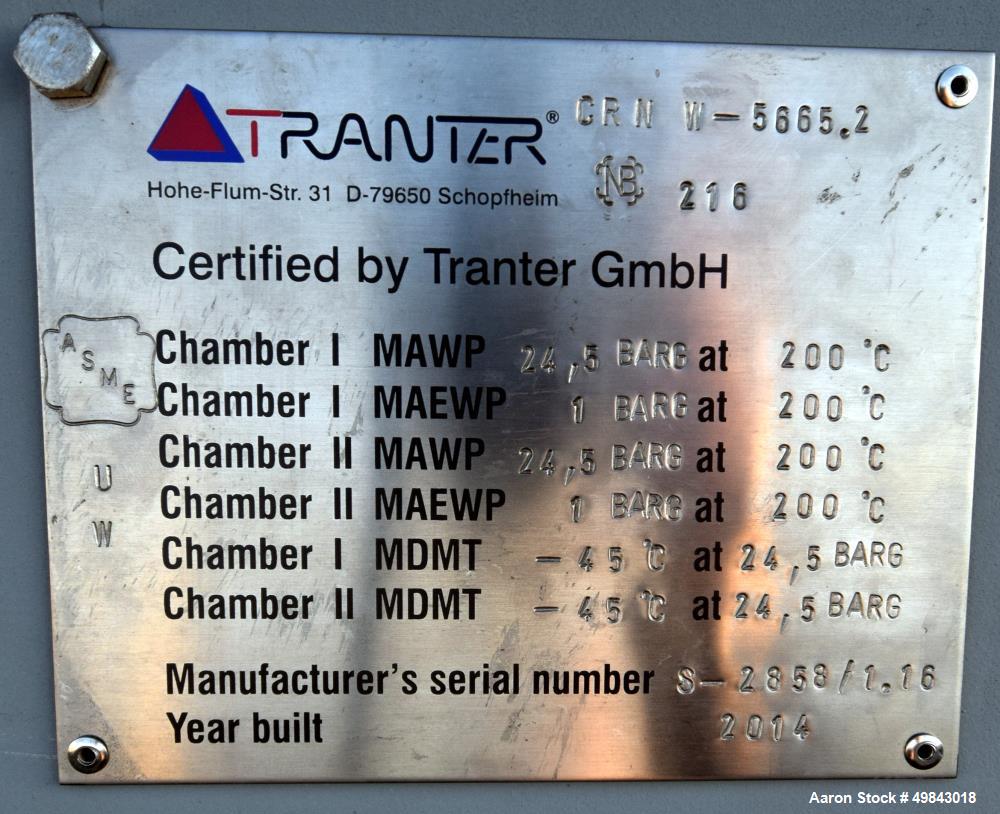 TRANTER® CRN W-5665.2
Hohe-Flum-Str. 31 D-79650 Schopfheim NB 216
Certified by Tranter GmbH
ASME
U
W
Chamber I MAWP 24,5 BARG at 200 °C
Chamber I MAEWP 1 BARG at 200 °C
Chamber II MAWP 24,5 BARG at 200 °C
Chamber II MAEWP 1 BARG at 200 °C
Chamber I MDMT -45 °C at 24,5 BARG
Chamber II MDMT -45 °C at 24,5 BARG
Manufacturer's serial number S-2858/1.16
Year built 2014
Aaron Stock # 49843018